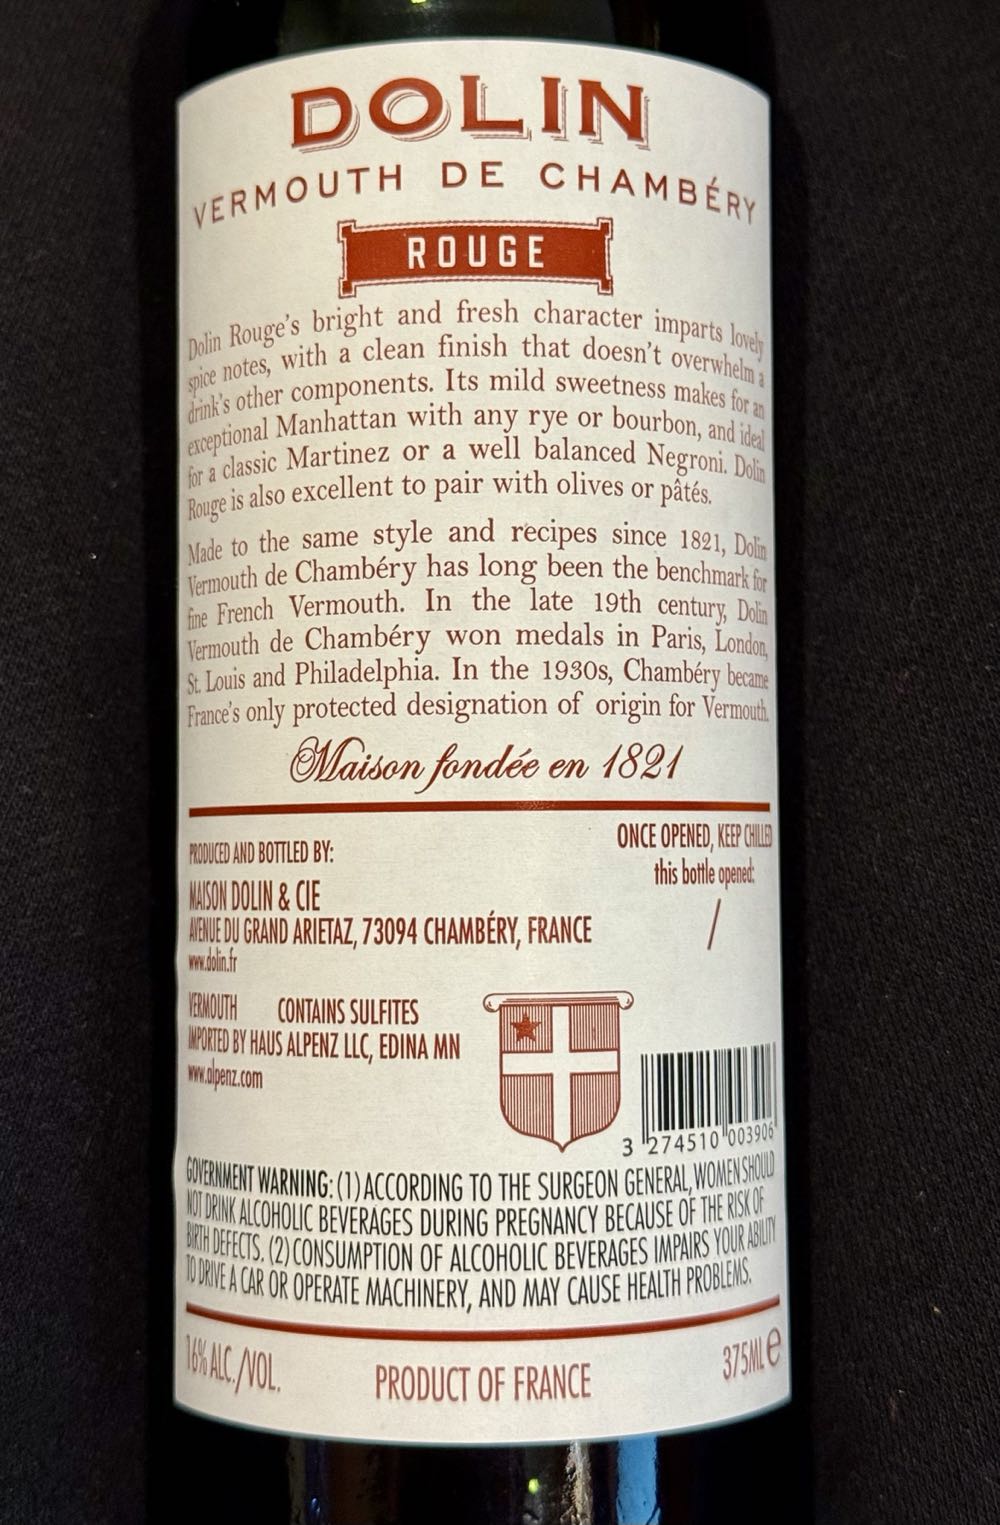 DOLIN
VERMOUTH DE CHAMBÉRY
ROUGE
Dolin Rouge's bright and fresh character imparts lovely
spice notes, with a clean finish that doesn't overwhelm a
drink's other components. Its mild sweetness makes for an
exceptional Manhattan with any rye or bourbon, and ideal
for a classic Martinez or a well balanced Negroni. Dolin
Rouge is also excellent to pair with olives or pâtés.
Made to the same style and recipes since 1821, Dolin
Vermouth de Chambéry has long been the benchmark for
fine French Vermouth. In the late 19th century, Dolin
Vermouth de Chambéry won medals in Paris, London,
St. Louis and Philadelphia. In the 1930s, Chambéry became
France's only protected designation of origin for Vermouth.
Maison fondée en 1821
PRODUCED AND BOTTLED BY:
MAISON DOLIN & CIE
AVENUE DU GRAND ARIETAZ, 73094 CHAMBÉRY, FRANCE
www.dolin.fr
ONCE OPENED, KEEP CHILLED
this bottle opened:
/
VERMOUTH CONTAINS SULFITES
IMPORTED BY HAUS ALPENZ LLC, EDINA MN
www.alpenz.com
3 274510 003906
GOVERNMENT WARNING: (1) ACCORDING TO THE SURGEON GENERAL, WOMEN SHOULD
NOT DRINK ALCOHOLIC BEVERAGES DURING PREGNANCY BECAUSE OF THE RISK OF
BIRTH DEFECTS. (2) CONSUMPTION OF ALCOHOLIC BEVERAGES IMPAIRS YOUR ABILITY
TO DRIVE A CAR OR OPERATE MACHINERY, AND MAY CAUSE HEALTH PROBLEMS.
16% ALC./VOL.
PRODUCT OF FRANCE
375ML e